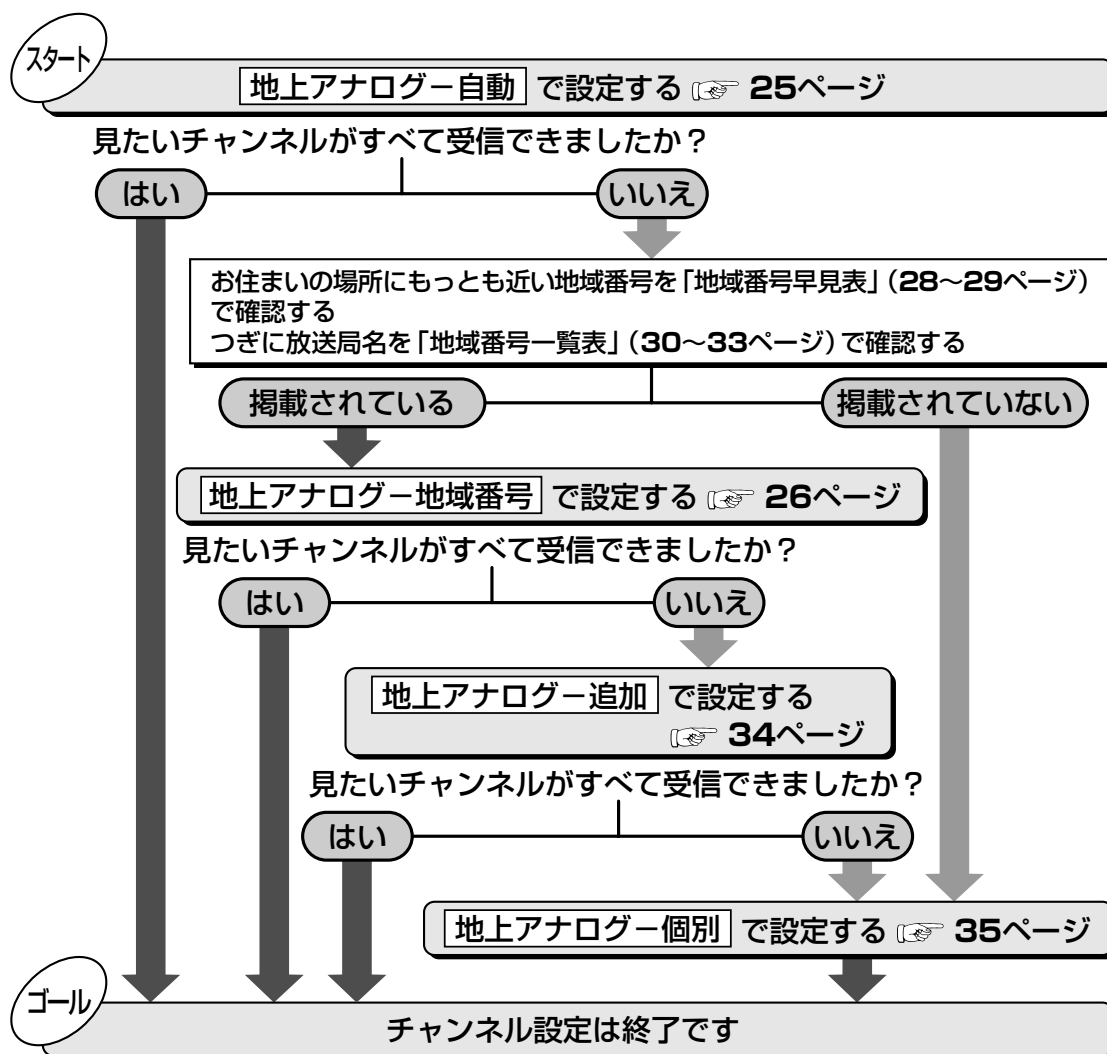 スタート
地上アナログー自動 で設定する ☞ 25ページ
見たいチャンネルがすべて受信できましたか？
はい
いいえ
お住まいの場所にもっとも近い地域番号を「地域番号早見表」（28〜29ページ）
で確認する
つぎに放送局名を「地域番号一覧表」（30〜33ページ）で確認する
掲載されている
掲載されていない
地上アナログー地域番号 で設定する ☞ 26ページ
見たいチャンネルがすべて受信できましたか？
はい
いいえ
地上アナログー追加 で設定する
☞ 34ページ
見たいチャンネルがすべて受信できましたか？
はい
いいえ
地上アナログー個別 で設定する ☞ 35ページ
ゴール
チャンネル設定は終了です